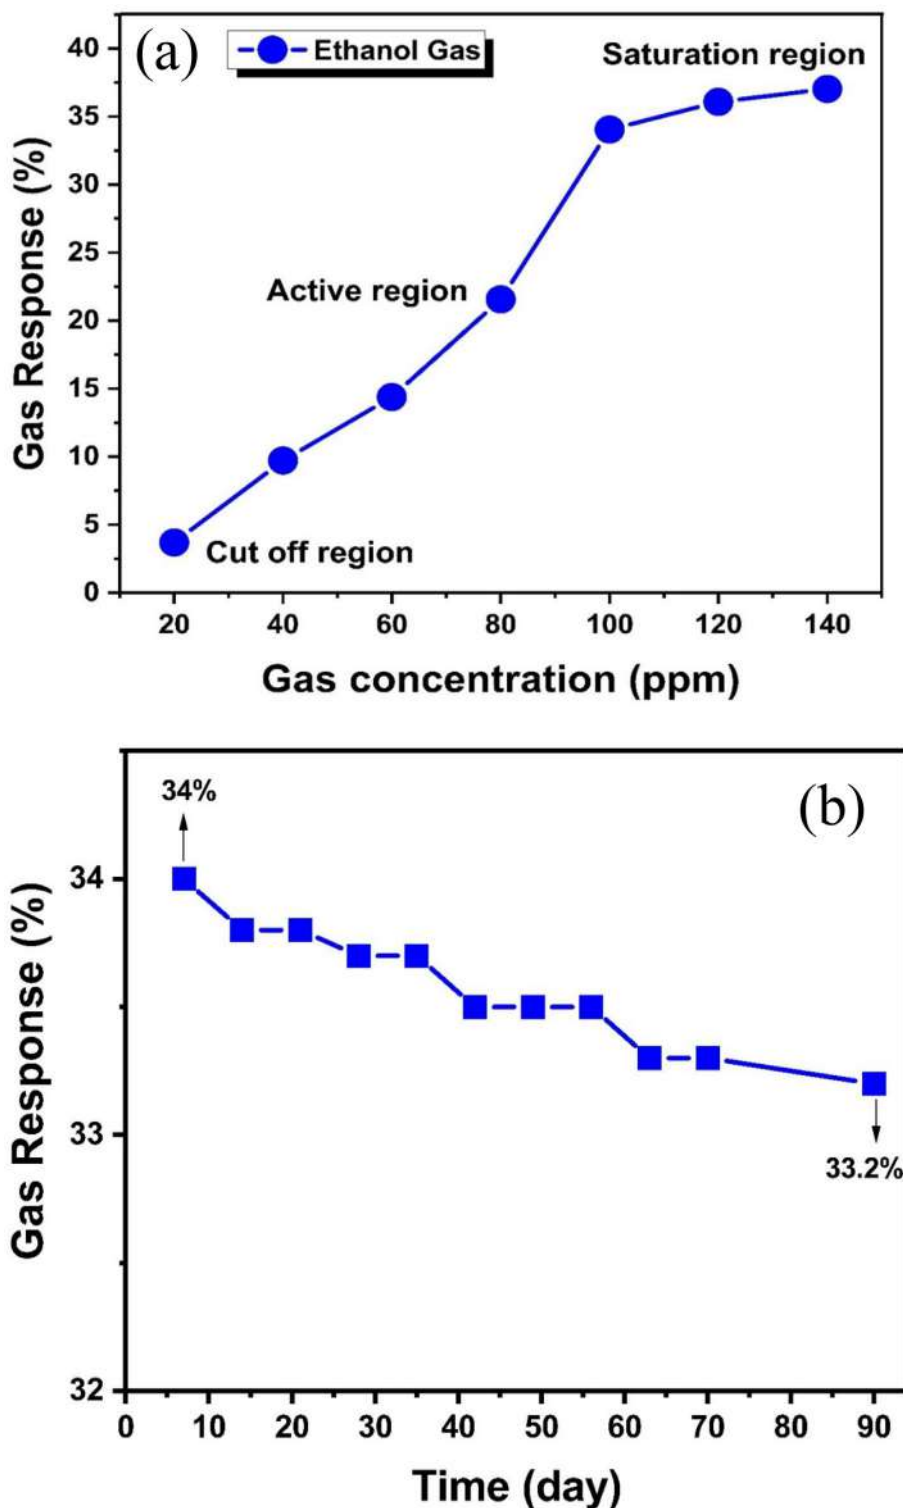 (a)
Ethanol Gas
Saturation region
Active region
Cut off region
40
35
30
25
20
15
10
5
0
Gas Response (%)
20 40 60 80 100 120 140
Gas concentration (ppm)
(b)
34%
33.2%
34
33
32
Gas Response (%)
0 10 20 30 40 50 60 70 80 90
Time (day)